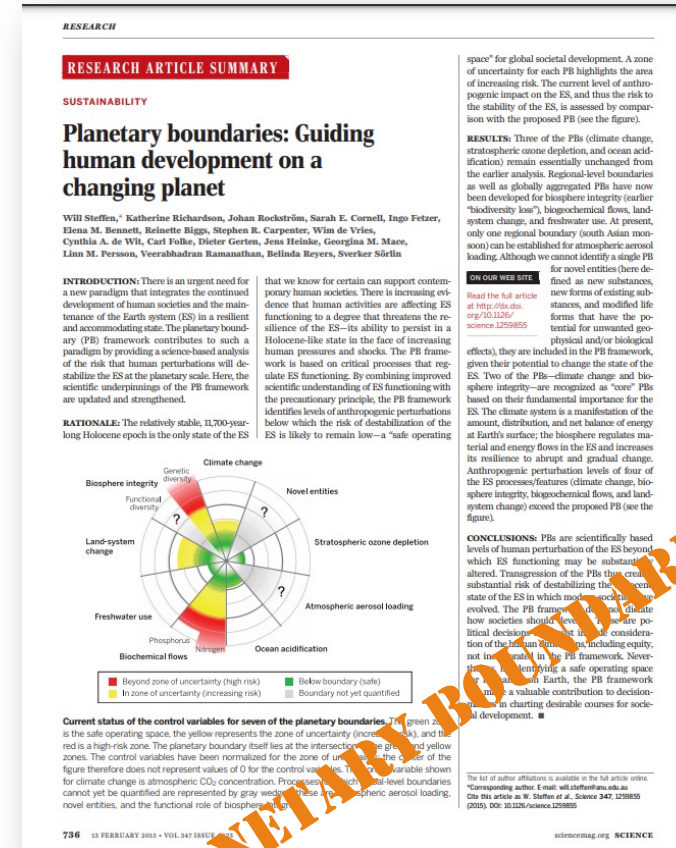 RESEARCH
RESEARCH ARTICLE SUMMARY
SUSTAINABILITY
Planetary boundaries: Guiding
human development on a
changing planet
Will Steffen,* Katherine Richardson, Johan Rockström, Sarah E. Cornell, Ingo Fetzer,
Elena M. Bennett, Reinette Biggs, Stephen R. Carpenter, Wim de Vries,
Cynthia A. de Wit, Carl Folke, Dieter Gerten, Jens Heinke, Georgina M. Mace,
Linn M. Persson, Veerabhadran Ramanathan, Belinda Reyers, Sverker Sörlin
INTRODUCTION: There is an urgent need for
a new paradigm that integrates the continued
development of human societies and the main-
tenance of the Earth system (ES) in a resilient
and accommodating state. The planetary bound-
ary (PB) framework contributes to such a
paradigm by providing a science-based analysis
of the risk that human perturbations will de-
stabilize the ES at the planetary scale. Here, the
scientific underpinnings of the PB framework
are updated and strengthened.
RATIONALE: The relatively stable, 11,700-year-
long Holocene epoch is the only state of the ES
that we know for certain can support contem-
porary human societies. There is increasing evi-
dence that human activities are affecting ES
functioning to a degree that threatens the re-
silience of the ES—its ability to persist in a
Holocene-like state in the face of increasing
human pressures and shocks. The PB frame-
work is based on critical processes that reg-
ulate ES functioning. By combining improved
scientific understanding of ES functioning with
the precautionary principle, the PB framework
identifies levels of anthropogenic perturbations
below which the risk of destabilization of the
ES is likely to remain low—a “safe operating
space” for global societal development. A zone
of uncertainty for each PB highlights the area
of increasing risk. The current level of anthro-
pogenic impact on the ES, and thus the risk to
the stability of the ES, is assessed by compar-
ison with the proposed PB (see the figure).
RESULTS: Three of the PBs (climate change,
stratospheric ozone depletion, and ocean acid-
ification) remain essentially unchanged from
the earlier analysis. Regional-level boundaries
as well as globally aggregated PBs have now
been developed for biosphere integrity (earlier
“biodiversity loss”), biogeochemical flows, land-
system change, and freshwater use. At present,
only one regional boundary (south Asian mon-
soon) can be established for atmospheric aerosol
loading. Although we cannot identify a single PB
for novel entities (here de-
fined as new substances,
new forms of existing sub-
stances, and modified life
forms that have the po-
tential for unwanted geo-
physical and/or biological
effects), they are included in the PB framework,
given their potential to change the state of the
ES. Two of the PBs—climate change and bio-
sphere integrity—are recognized as “core” PBs
based on their fundamental importance for the
ES. The climate system is a manifestation of the
amount, distribution, and net balance of energy
at Earth's surface; the biosphere regulates ma-
terial and energy flows in the ES and increases
its resilience to abrupt and gradual change.
Anthropogenic perturbation levels of four of
the ES processes/features (climate change, bio-
sphere integrity, biogeochemical flows, and land-
system change) exceed the proposed PB (see the
figure).
ON OUR WEB SITE
Read the full article
at http://dx.doi.
org/10.1126/
science.1259855
CONCLUSIONS: PBs are scientifically based
levels of human perturbation of the ES beyond
which ES functioning may be
altered. Transgression of the PBs
substantial risk of destabilizing the
state of the ES in which
evolved. The PB
how societies should
litical decisions
tion of the
not in the PB framework. Never-
a safe operating space
on Earth, the PB framework
make a valuable contribution to decision-
in charting desirable courses for socie-
development. ■
Climate change
Genetic
diversity
Biosphere integrity
Functional
diversity
?
Novel entities
?
Land-system
change
Stratospheric ozone depletion
?
Atmospheric aerosol loading
Freshwater use
Phosphorus
Nitrogen
Biochemical flows
Ocean acidification
Beyond zone of uncertainty (high risk)
In zone of uncertainty (increasing risk)
Below boundary (safe)
Boundary not yet quantified
Current status of the control variables for seven of the planetary boundaries. The green
is the safe operating space, the yellow represents the zone of uncertainty and the
red is a high-risk zone. The planetary boundary itself lies at the intersection and yellow
zones. The control variables have been normalized for the zone of the center of the
figure therefore does not represent values of 0 for the control variable shown
for climate change is atmospheric CO₂ concentration. Processes boundaries
cannot yet be quantified are represented by gray aerosol loading,
novel entities, and the functional role of biosphere
The list of author affiliations is available in the full article online.
*Corresponding author. E-mail: will.steffen@anu.edu.au
Cite this article as W. Steffen et al., Science 347, 1259855
(2015). DOI: 10.1126/science.1259855
NETARY BOUNDAR
736 13 FEBRUARY 2015 • VOL 347 ISSUE
sciencemag.org SCIENCE